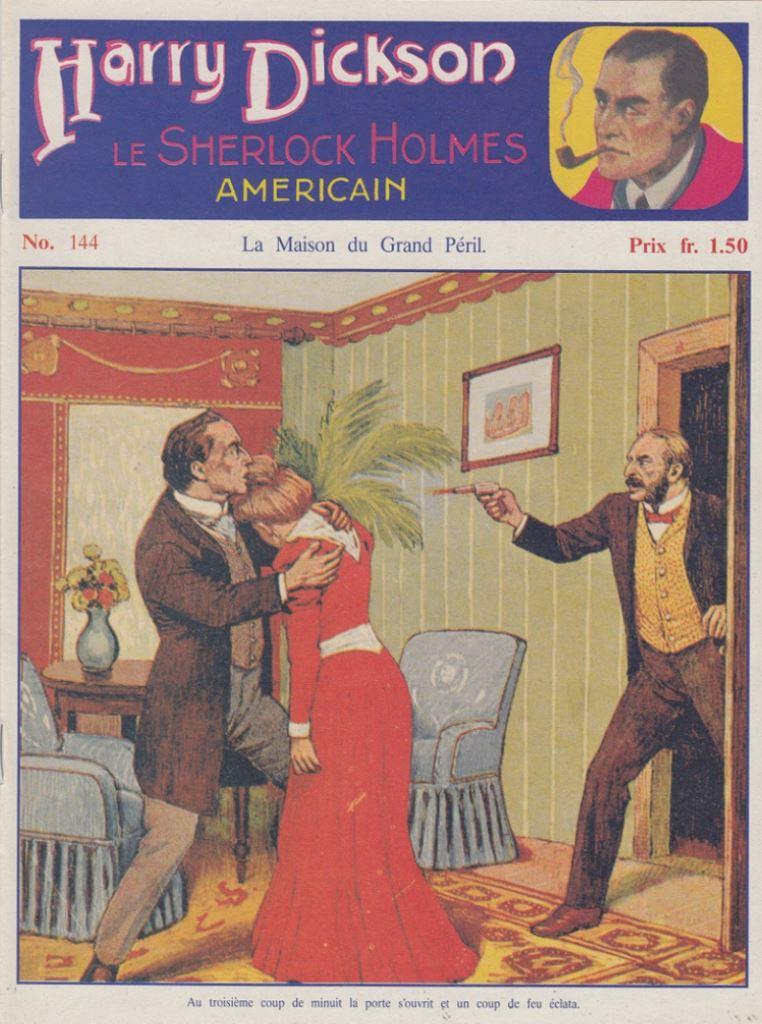 Harry Dickson
LE SHERLOCK HOLMES
AMERICAIN
No. 144 La Maison du Grand Péril. Prix fr. 1.50
Au troisième coup de minuit la porte s'ouvrit et un coup de feu éclata.